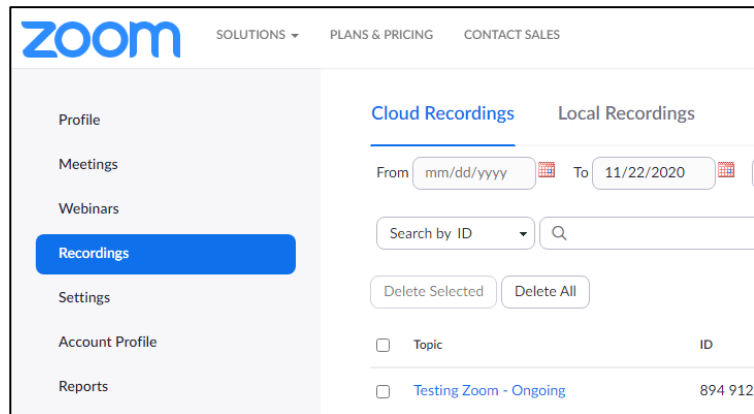 zoom SOLUTIONS PLANS & PRICING CONTACT SALES
Profile
Meetings
Webinars
Recordings
Settings
Account Profile
Reports
Cloud Recordings Local Recordings
From mm/dd/yyyy To 11/22/2020
Search by ID
Delete Selected Delete All
Topic ID
Testing Zoom - Ongoing 894 912